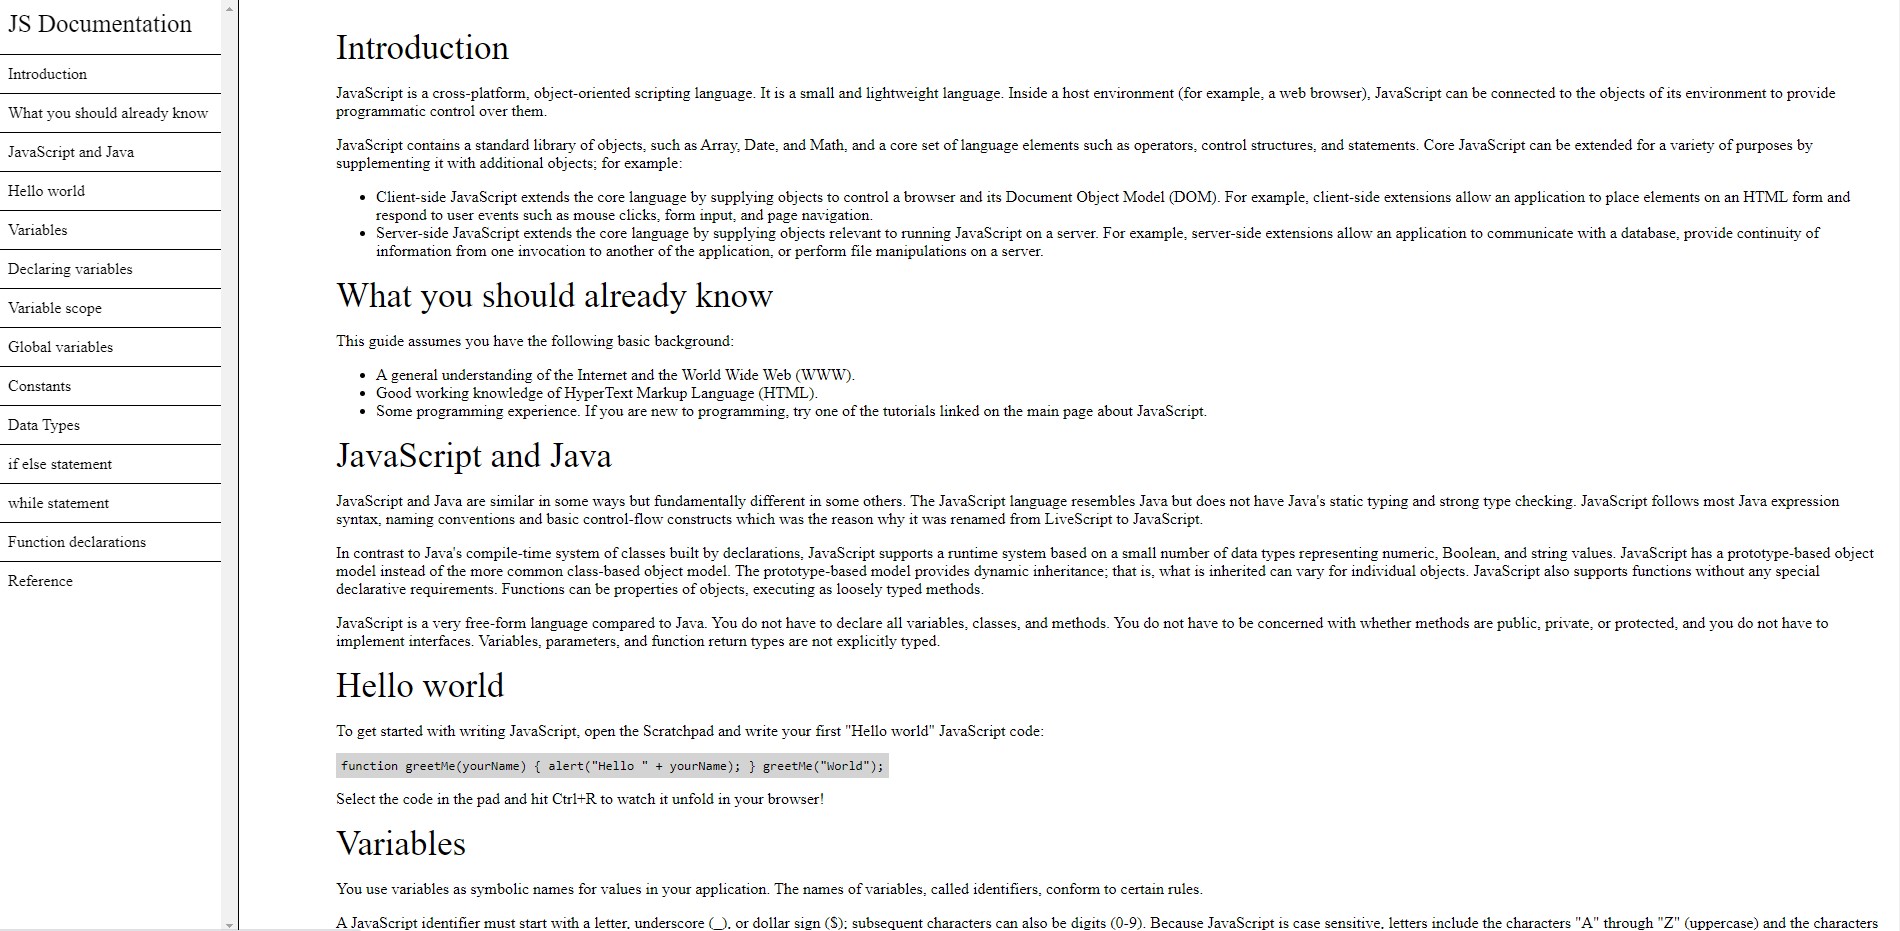 JS Documentation
Introduction
What you should already know
JavaScript and Java
Hello world
Variables
Declaring variables
Variable scope
Global variables
Constants
Data Types
if else statement
while statement
Function declarations
Reference
Introduction
JavaScript is a cross-platform, object-oriented scripting language. It is a small and lightweight language. Inside a host environment (for example, a web browser), JavaScript can be connected to the objects of its environment to provide
programmatic control over them.
JavaScript contains a standard library of objects, such as Array, Date, and Math, and a core set of language elements such as operators, control structures, and statements. Core JavaScript can be extended for a variety of purposes by
supplementing it with additional objects; for example:
• Client-side JavaScript extends the core language by supplying objects to control a browser and its Document Object Model (DOM). For example, client-side extensions allow an application to place elements on an HTML form and
respond to user events such as mouse clicks, form input, and page navigation.
• Server-side JavaScript extends the core language by supplying objects relevant to running JavaScript on a server. For example, server-side extensions allow an application to communicate with a database, provide continuity of
information from one invocation to another of the application, or perform file manipulations on a server.
What you should already know
This guide assumes you have the following basic background:
• A general understanding of the Internet and the World Wide Web (WWW).
• Good working knowledge of HyperText Markup Language (HTML).
• Some programming experience. If you are new to programming, try one of the tutorials linked on the main page about JavaScript.
JavaScript and Java
JavaScript and Java are similar in some ways but fundamentally different in some others. The JavaScript language resembles Java but does not have Java's static typing and strong type checking. JavaScript follows most Java expression
syntax, naming conventions and basic control-flow constructs which was the reason why it was renamed from LiveScript to JavaScript.
In contrast to Java's compile-time system of classes built by declarations, JavaScript supports a runtime system based on a small number of data types representing numeric, Boolean, and string values. JavaScript has a prototype-based object
model instead of the more common class-based object model. The prototype-based model provides dynamic inheritance; that is, what is inherited can vary for individual objects. JavaScript also supports functions without any special
declarative requirements. Functions can be properties of objects, executing as loosely typed methods.
JavaScript is a very free-form language compared to Java. You do not have to declare all variables, classes, and methods. You do not have to be concerned with whether methods are public, private, or protected, and you do not have to
implement interfaces. Variables, parameters, and function return types are not explicitly typed.
Hello world
To get started with writing JavaScript, open the Scratchpad and write your first "Hello world" JavaScript code:
function greetMe(yourName) { alert("Hello " + yourName); } greetMe("World");
Select the code in the pad and hit Ctrl+R to watch it unfold in your browser!
Variables
You use variables as symbolic names for values in your application. The names of variables, called identifiers, conform to certain rules.
A JavaScript identifier must start with a letter, underscore (_), or dollar sign ($); subsequent characters can also be digits (0-9). Because JavaScript is case sensitive, letters include the characters "A" through "Z" (uppercase) and the characters